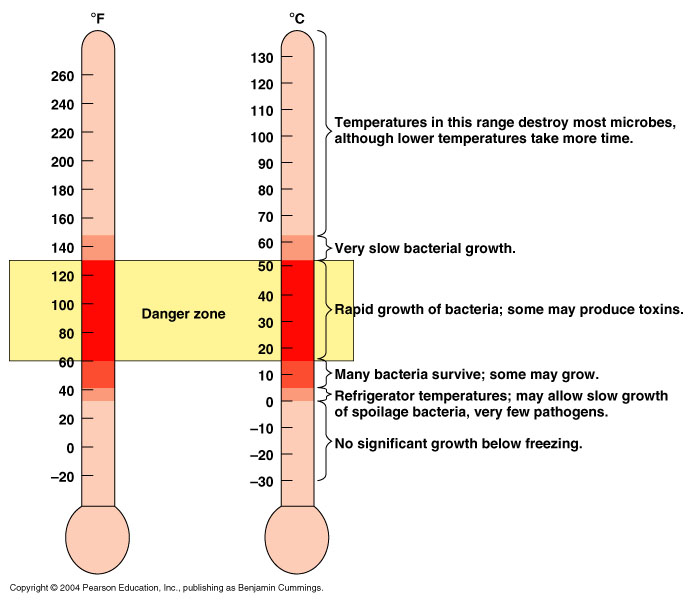 °F
°C
260
240
220
200
180
160
140
120
100
80
60
40
20
0
–20
130
120
110
100
90
80
70
60
50
40
30
20
10
0
–10
–20
–30
Danger zone
Temperatures in this range destroy most microbes,
although lower temperatures take more time.
Very slow bacterial growth.
Rapid growth of bacteria; some may produce toxins.
Many bacteria survive; some may grow.
Refrigerator temperatures; may allow slow growth
of spoilage bacteria, very few pathogens.
No significant growth below freezing.
Copyright © 2004 Pearson Education, Inc., publishing as Benjamin Cummings.